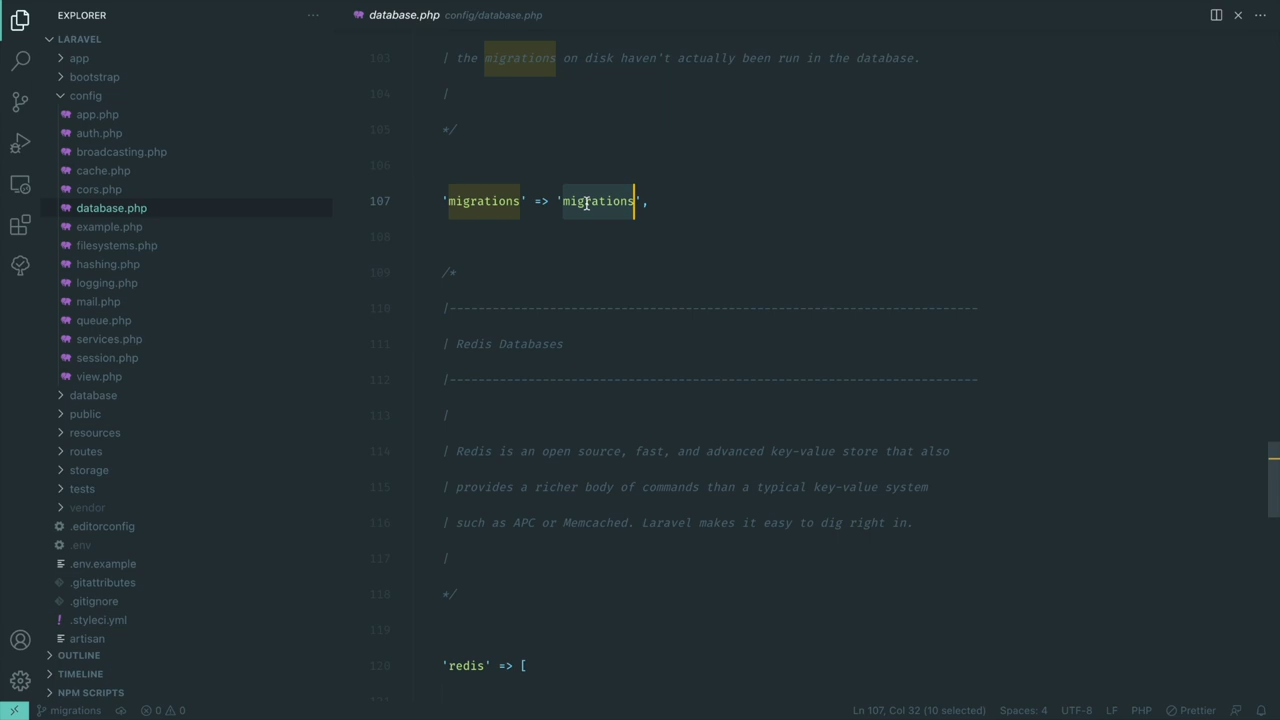 EXPLORER
LARAVEL
app
bootstrap
config
app.php
auth.php
broadcasting.php
cache.php
cors.php
database.php
example.php
filesystems.php
hashing.php
logging.php
mail.php
queue.php
services.php
session.php
view.php
database
public
resources
routes
storage
tests
vendor
.editorconfig
.env
.env.example
.gitattributes
.gitignore
.styleci.yml
artisan
OUTLINE
TIMELINE
NPM SCRIPTS
database.php config/database.php
103 | the migrations on disk haven't actually been run in the database.
104 |
105 */
106
107 'migrations' => 'migrations',
108
109 /*
110 |--------------------------------------------------------------------------
111 | Redis Databases
112 |--------------------------------------------------------------------------
113 |
114 | Redis is an open source, fast, and advanced key-value store that also
115 | provides a richer body of commands than a typical key-value system
116 | such as APC or Memcached. Laravel makes it easy to dig right in.
117 |
118 */
119
120 'redis' => [
migrations 0 0 Ln 107, Col 32 (10 selected) Spaces: 4 UTF-8 LF PHP Prettier